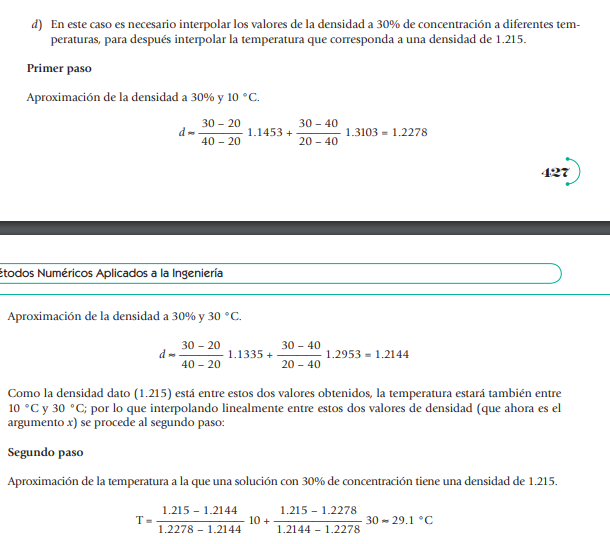 d) En este caso es necesario interpolar los valores de la densidad a 30% de concentración a diferentes tem-
peraturas, para después interpolar la temperatura que corresponda a una densidad de 1.215.
Primer paso
Aproximación de la densidad a 30% y 10 °C.
d ≈ (30 − 20)/(40 − 20) 1.1453 + (30 − 40)/(20 − 40) 1.3103 = 1.2278
427
étodos Numéricos Aplicados a la Ingeniería
Aproximación de la densidad a 30% y 30 °C.
d ≈ (30 − 20)/(40 − 20) 1.1335 + (30 − 40)/(20 − 40) 1.2953 = 1.2144
Como la densidad dato (1.215) está entre estos dos valores obtenidos, la temperatura estará también entre
10 °C y 30 °C; por lo que interpolando linealmente entre estos dos valores de densidad (que ahora es el
argumento x) se procede al segundo paso:
Segundo paso
Aproximación de la temperatura a la que una solución con 30% de concentración tiene una densidad de 1.215.
T = (1.215 − 1.2144)/(1.2278 − 1.2144) 10 + (1.215 − 1.2278)/(1.2144 − 1.2278) 30 ≈ 29.1 °C